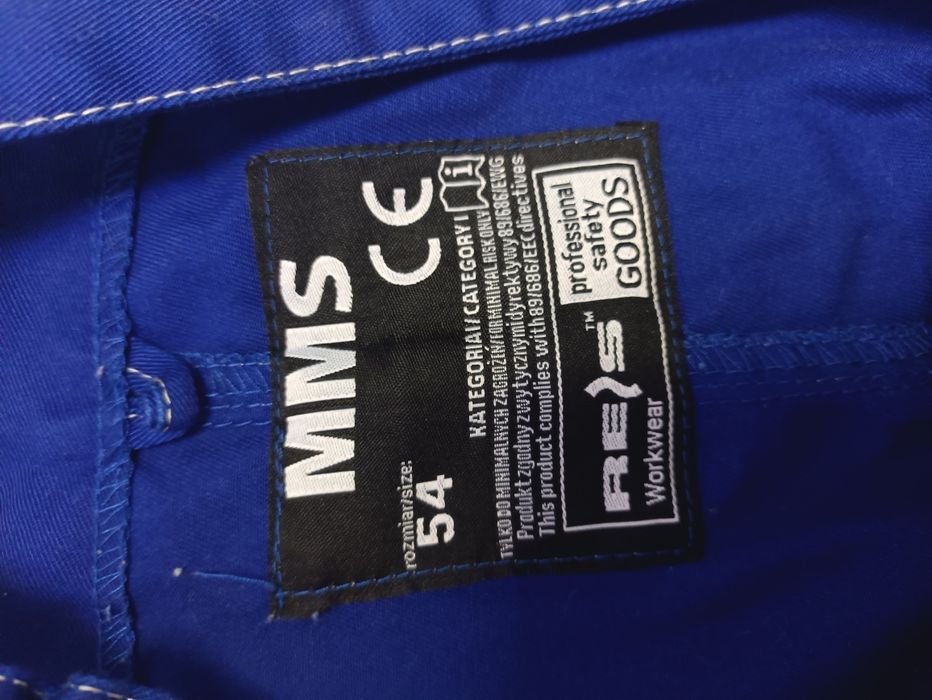 MMS
CE
rozmiar/size:
54
KATEGORIA I/CATEGORY I
i
TYLKO DO MINIMALNYCH ZAGROŻEŃ/FOR MINIMAL RISK ONLY
Produkt zgodny z wytycznymi dyrektywy 89/686/EWG
This product complies with 89/686/EEC directives
REIS™
Workwear
professional
safety
GOODS